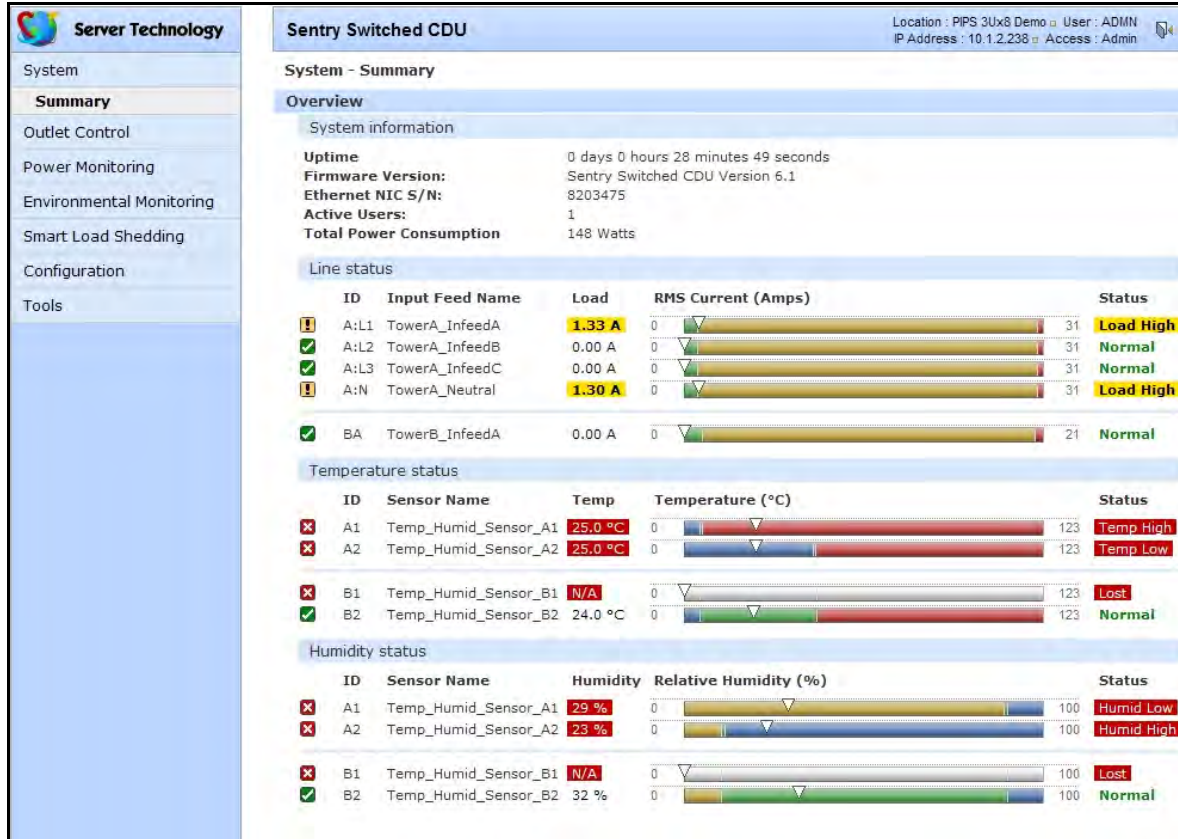 Server Technology
Sentry Switched CDU
Location : PIPS 3Ux8 Demo User : ADMN
IP Address : 10.1.2.238 Access : Admin
System
Summary
Outlet Control
Power Monitoring
Environmental Monitoring
Smart Load Shedding
Configuration
Tools
System - Summary
Overview
System information
Uptime 0 days 0 hours 28 minutes 49 seconds
Firmware Version: Sentry Switched CDU Version 6.1
Ethernet NIC S/N: 8203475
Active Users: 1
Total Power Consumption 148 Watts
Line status
ID Input Feed Name Load RMS Current (Amps) Status
A:L1 TowerA_InfeedA 1.33 A 0 31 Load High
A:L2 TowerA_InfeedB 0.00 A 0 31 Normal
A:L3 TowerA_InfeedC 0.00 A 0 31 Normal
A:N TowerA_Neutral 1.30 A 0 31 Load High
BA TowerB_InfeedA 0.00 A 0 21 Normal
Temperature status
ID Sensor Name Temp Temperature (°C) Status
A1 Temp_Humid_Sensor_A1 25.0 °C 0 123 Temp High
A2 Temp_Humid_Sensor_A2 25.0 °C 0 123 Temp Low
B1 Temp_Humid_Sensor_B1 N/A 0 123 Lost
B2 Temp_Humid_Sensor_B2 24.0 °C 0 123 Normal
Humidity status
ID Sensor Name Humidity Relative Humidity (%) Status
A1 Temp_Humid_Sensor_A1 29 % 0 100 Humid Low
A2 Temp_Humid_Sensor_A2 23 % 0 100 Humid High
B1 Temp_Humid_Sensor_B1 N/A 0 100 Lost
B2 Temp_Humid_Sensor_B2 32 % 0 100 Normal